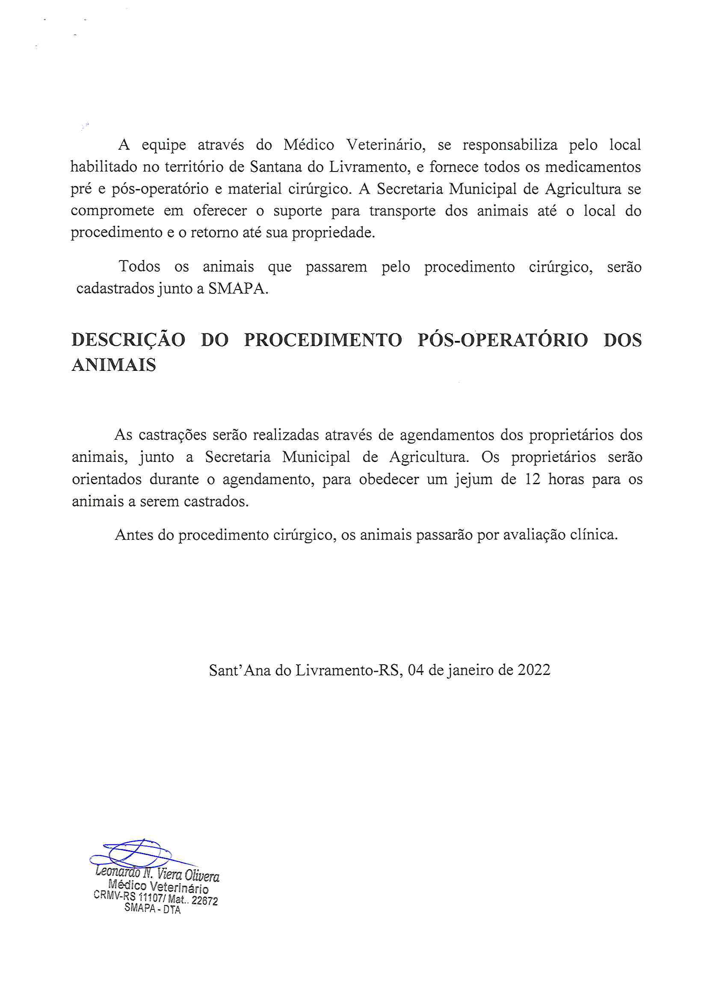 A equipe através do Médico Veterinário, se responsabiliza pelo local
habilitado no território de Santana do Livramento, e fornece todos os medicamentos
pré e pós-operatório e material cirúrgico. A Secretaria Municipal de Agricultura se
compromete em oferecer o suporte para transporte dos animais até o local do
procedimento e o retorno até sua propriedade.
Todos os animais que passarem pelo procedimento cirúrgico, serão
cadastrados junto a SMAPA.
DESCRIÇÃO DO PROCEDIMENTO PÓS-OPERATÓRIO DOS
ANIMAIS
As castrações serão realizadas através de agendamentos dos proprietários dos
animais, junto a Secretaria Municipal de Agricultura. Os proprietários serão
orientados durante o agendamento, para obedecer um jejum de 12 horas para os
animais a serem castrados.
Antes do procedimento cirúrgico, os animais passarão por avaliação clínica.
Sant'Ana do Livramento-RS, 04 de janeiro de 2022
Leonardo N. Viera Olivera
Médico Veterinário
CRMV-RS 11107/ Mat.. 22672
SMAPA - DTA